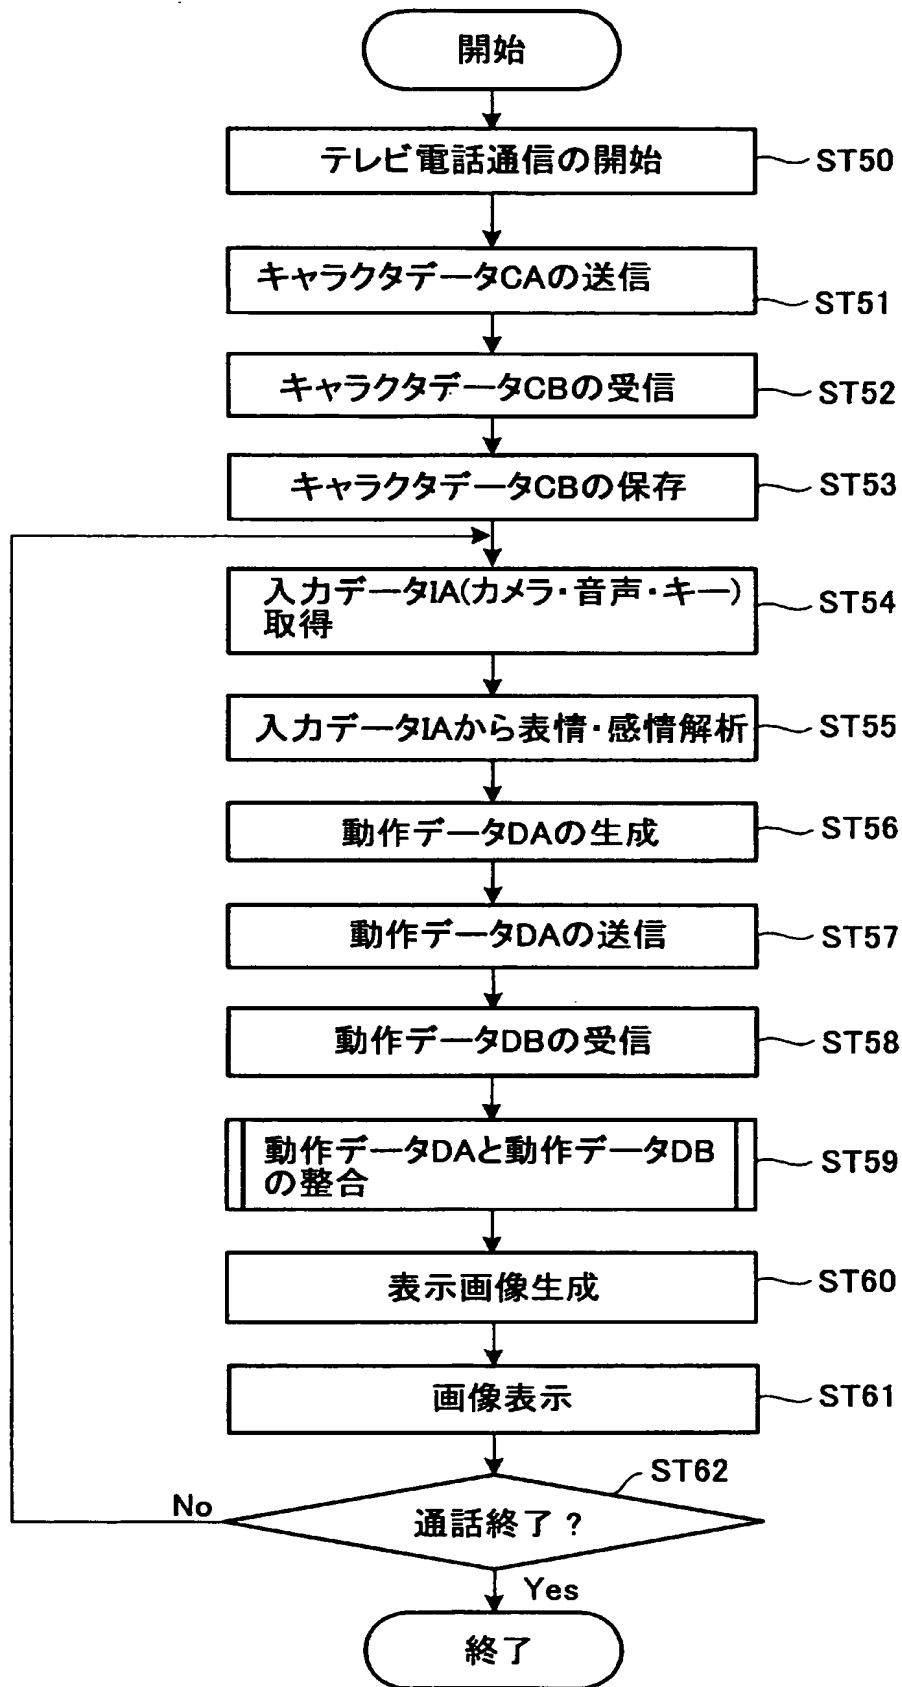 開始
テレビ電話通信の開始
ST50
キャラクタデータCAの送信
ST51
キャラクタデータCBの受信
ST52
キャラクタデータCBの保存
ST53
入力データIA(カメラ・音声・キー)
取得
ST54
入力データIAから表情・感情解析
ST55
動作データDAの生成
ST56
動作データDAの送信
ST57
動作データDBの受信
ST58
動作データDAと動作データDB
の整合
ST59
表示画像生成
ST60
画像表示
ST61
ST62
No
通話終了?
Yes
終了